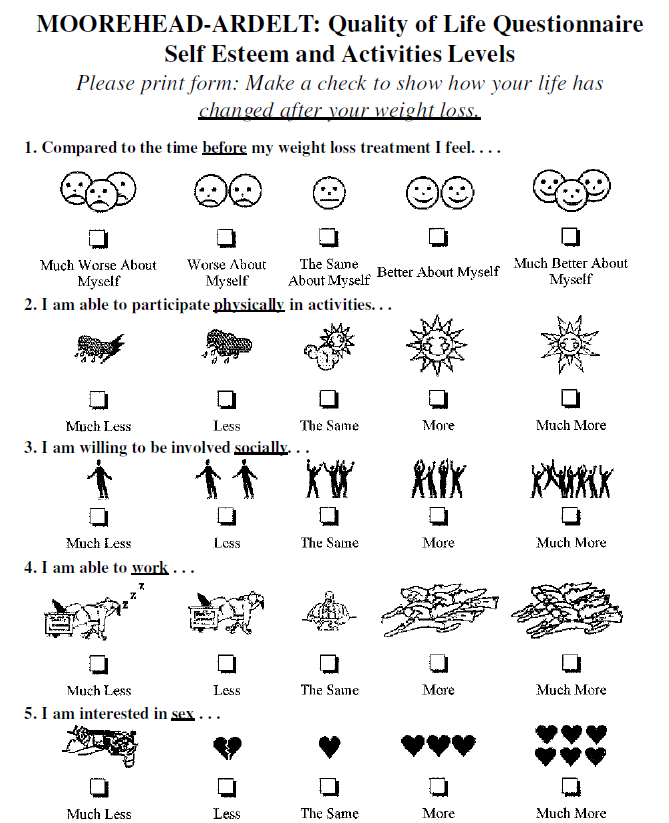 MOOREHEAD-ARDELT: Quality of Life Questionnaire
Self Esteem and Activities Levels
Please print form: Make a check to show how your life has
changed after your weight loss.
1. Compared to the time before my weight loss treatment I feel. . . .
Much Worse About Myself
Worse About Myself
The Same About Myself
Better About Myself
Much Better About Myself
2. I am able to participate physically in activities. . .
Much Less
Less
The Same
More
Much More
3. I am willing to be involved socially. . .
Much Less
Less
The Same
More
Much More
4. I am able to work . . .
z z z
Much Less
Less
The Same
More
Much More
5. I am interested in sex . . .
Much Less
Less
The Same
More
Much More